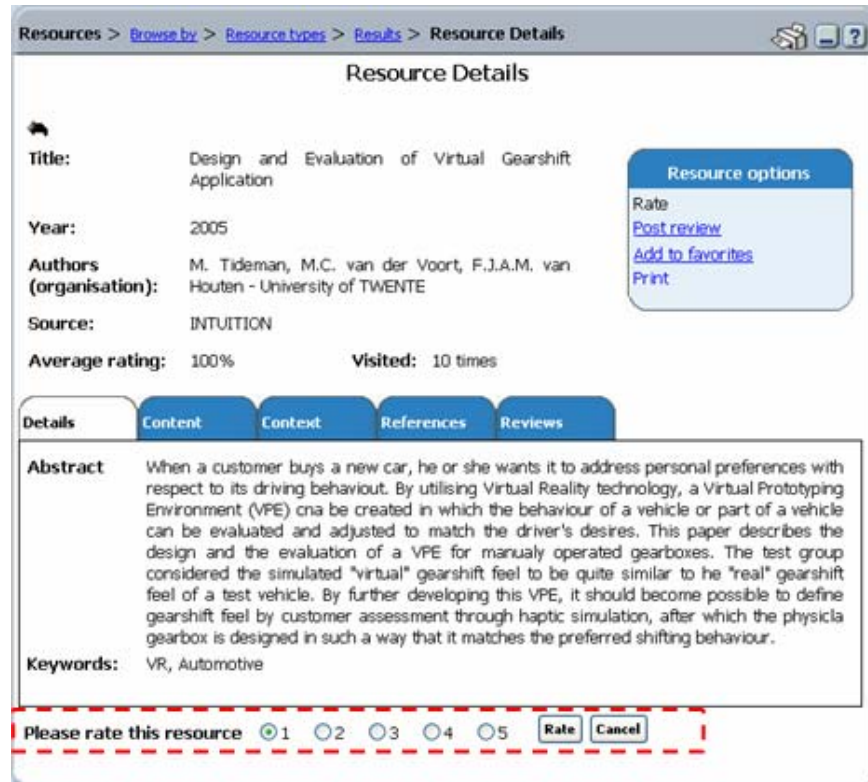 Resources > Browse by > Resource types > Results > Resource Details
?
Resource Details
Title: Design and Evaluation of Virtual Gearshift
Application
Year: 2005
Authors
(organisation): M. Tideman, M.C. van der Voort, F.J.A.M. van
Houten - University of TWENTE
Source: INTUITION
Average rating: 100% Visited: 10 times
Resource options
Rate
Post review
Add to favorites
Print
Details Content Context References Reviews
Abstract When a customer buys a new car, he or she wants it to address personal preferences with
respect to its driving behaviout. By utilising Virtual Reality technology, a Virtual Prototyping
Environment (VPE) cna be created in which the behaviour of a vehicle or part of a vehicle
can be evaluated and adjusted to match the driver's desires. This paper describes the
design and the evaluation of a VPE for manualy operated gearboxes. The test group
considered the simulated "virtual" gearshift feel to be quite similar to he "real" gearshift
feel of a test vehicle. By further developing this VPE, it should become possible to define
gearshift feel by customer assessment through haptic simulation, after which the physicla
gearbox is designed in such a way that it matches the preferred shifting behaviour.
Keywords: VR, Automotive
Please rate this resource 1 2 3 4 5 Rate Cancel